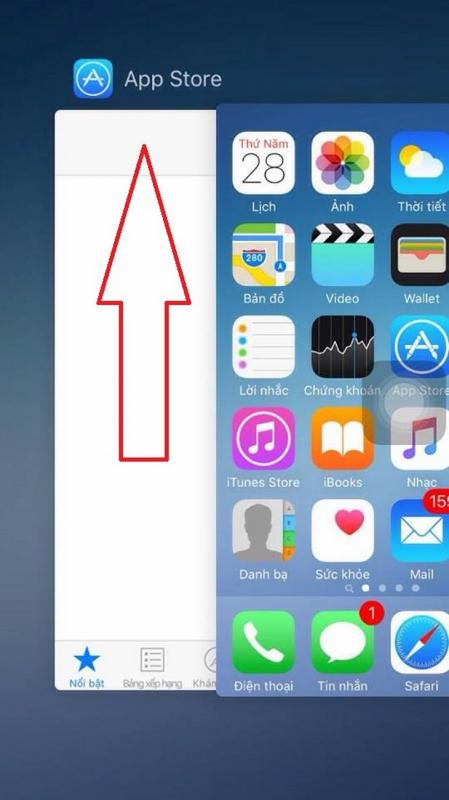 App Store
Thứ Năm
28
Lịch
Ảnh
Thời tiết
280
Bản đồ
Video
Wallet
Lời nhắc
Chứng khoán
App Store
iTunes Store
iBooks
Nhạc
Danh bạ
Sức khỏe
Mail
1
Điện thoại
Tin nhắn
Safari
Nổi bật
Bảng xếp hạng